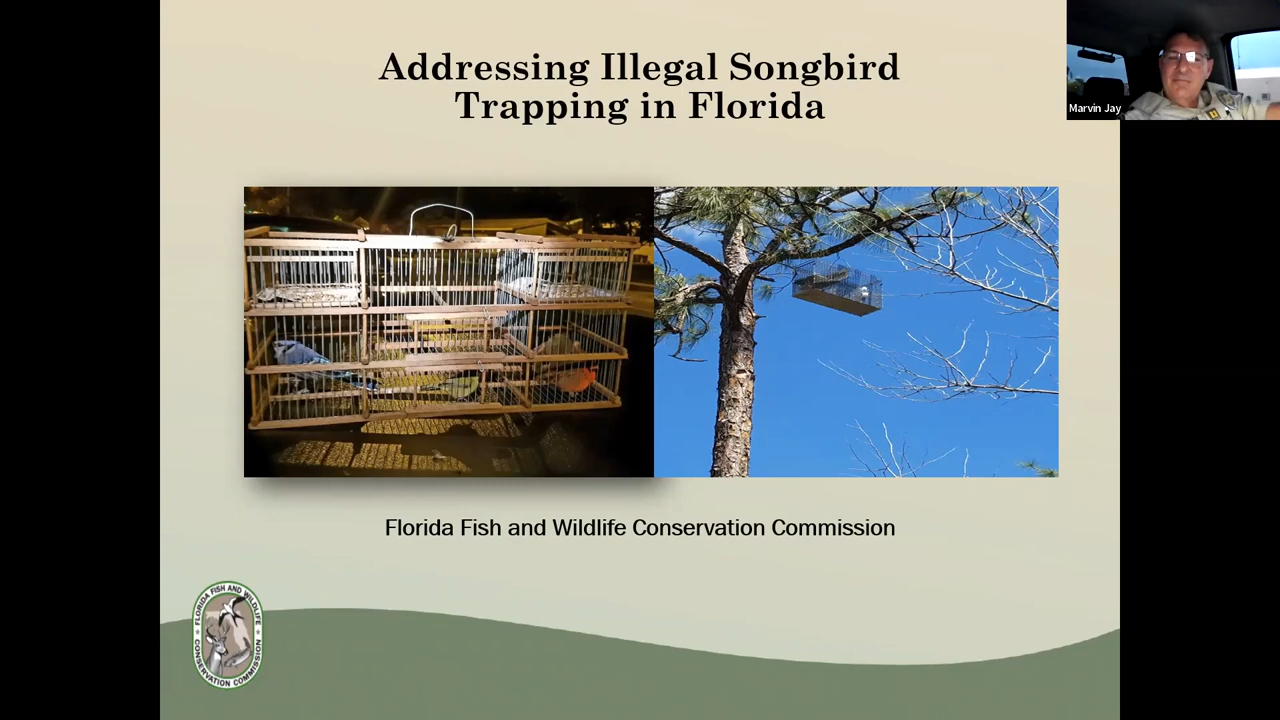 Addressing Illegal Songbird
Trapping in Florida
Marvin Jay
Florida Fish and Wildlife Conservation Commission
FLORIDA FISH AND WILDLIFE
CONSERVATION COMMISSION